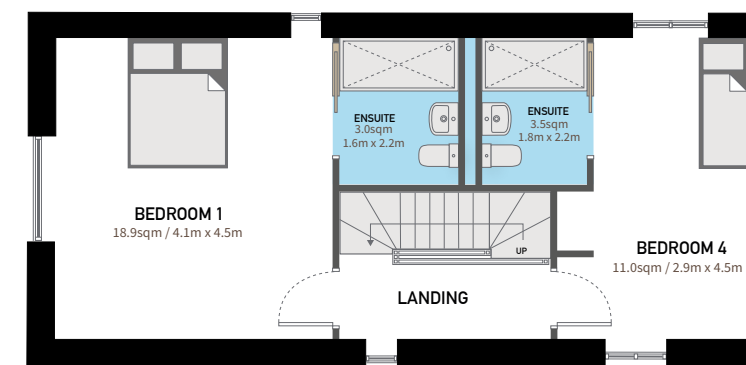 ENSUITE
3.0sqm
1.6m x 2.2m
ENSUITE
3.5sqm
1.8m x 2.2m
BEDROOM 1
18.9sqm / 4.1m x 4.5m
UP
BEDROOM 4
11.0sqm / 2.9m x 4.5m
LANDING